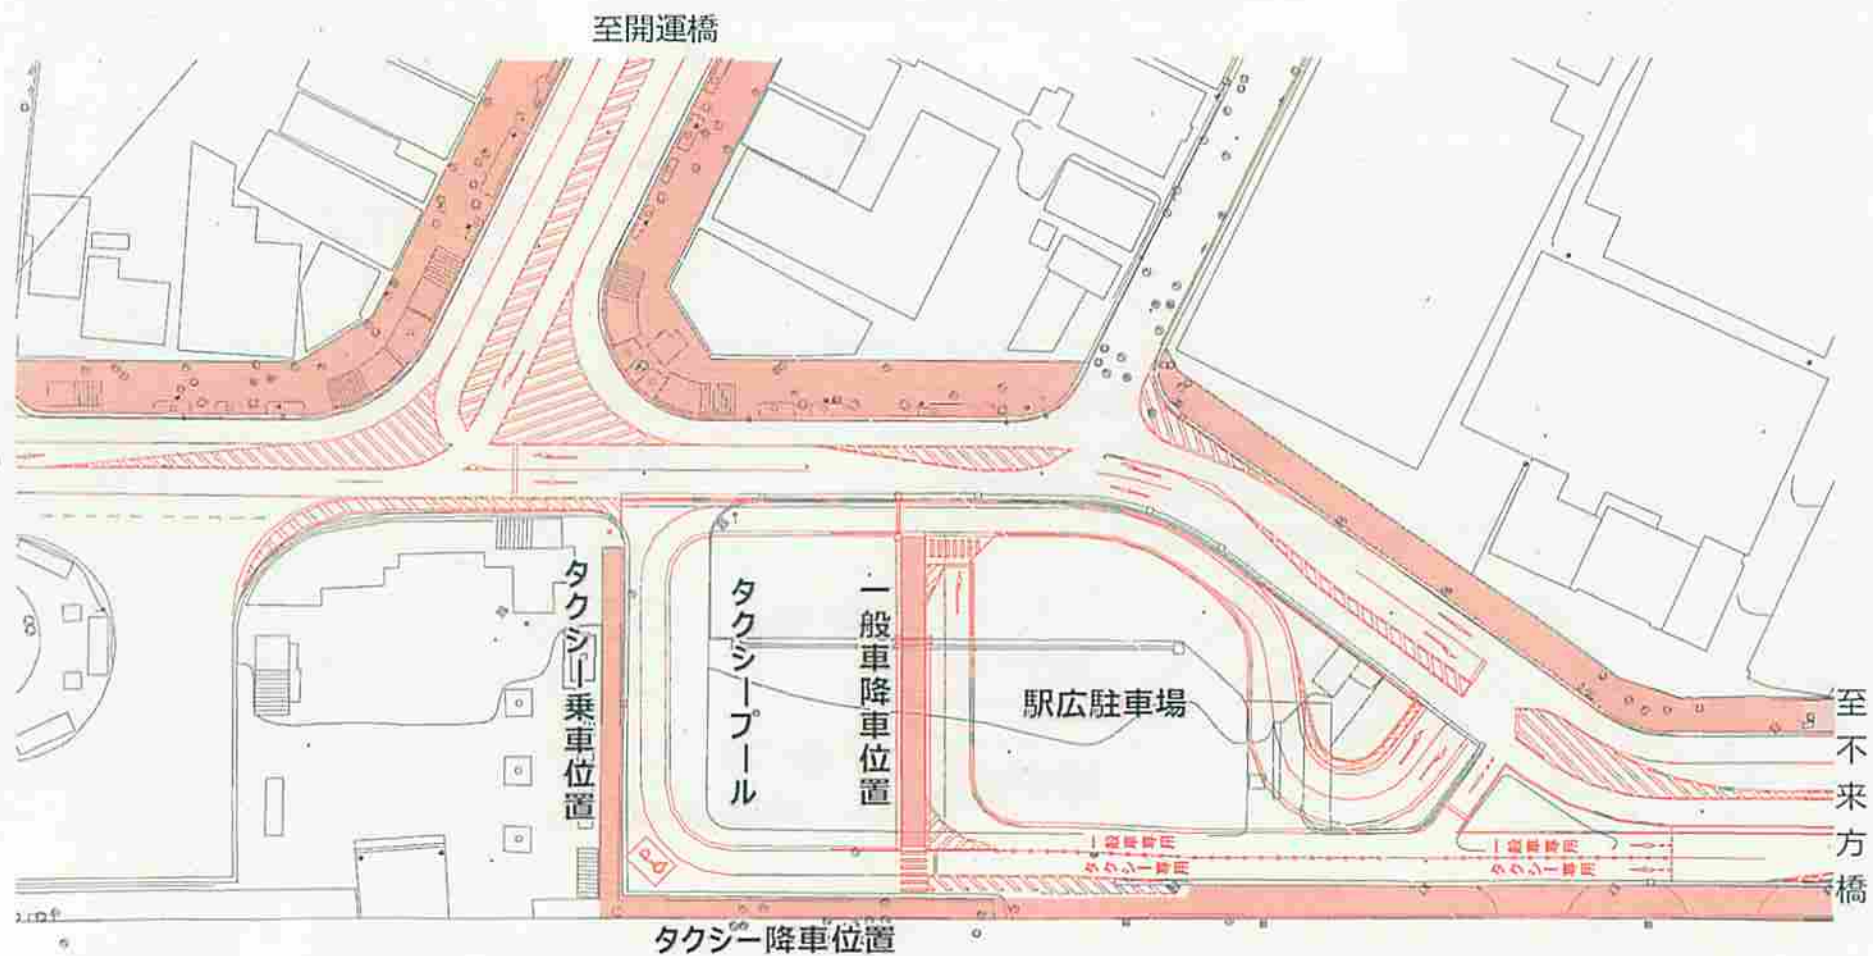 至開運橋
タクシー乗車位置
タクシープール
一般車降車位置
駅広駐車場
至不来方橋
一般車専用
タクシー専用
一般車専用
タクシー専用
タクシー降車位置